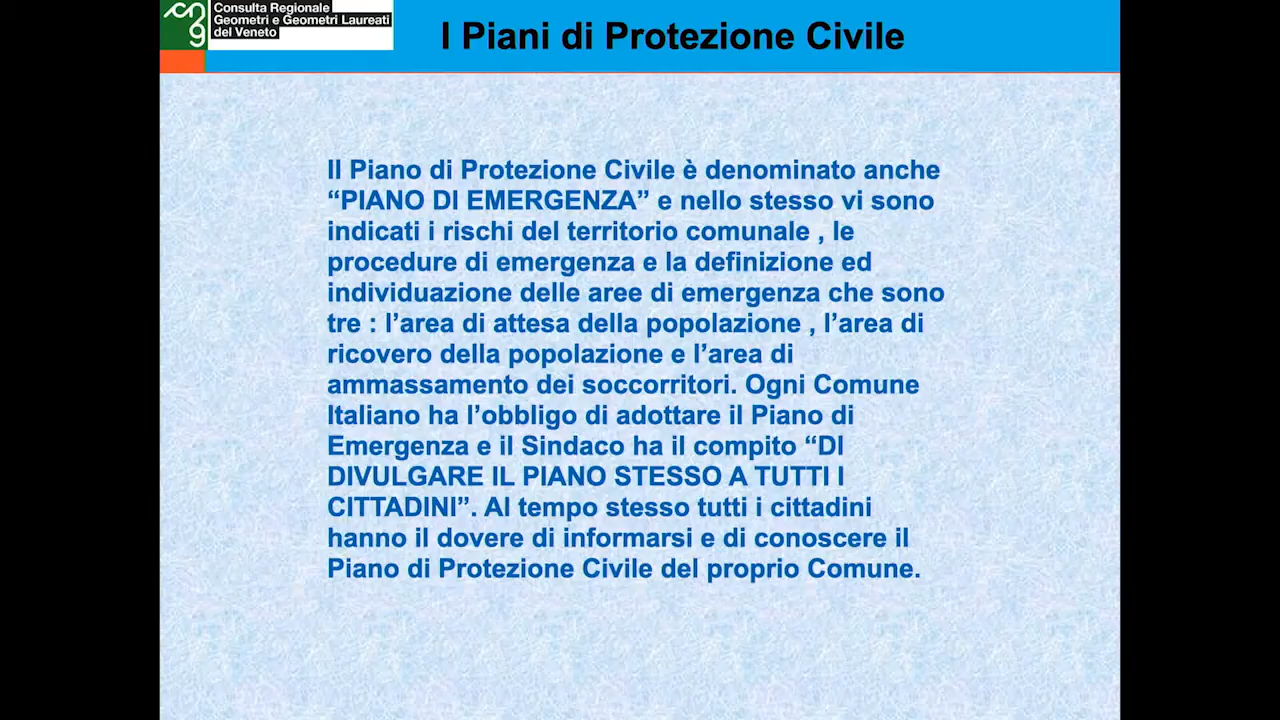 Consulta Regionale
Geometri e Geometri Laureati
del Veneto
I Piani di Protezione Civile
Il Piano di Protezione Civile è denominato anche
“PIANO DI EMERGENZA” e nello stesso vi sono
indicati i rischi del territorio comunale , le
procedure di emergenza e la definizione ed
individuazione delle aree di emergenza che sono
tre : l’area di attesa della popolazione , l’area di
ricovero della popolazione e l’area di
ammassamento dei soccorritori. Ogni Comune
Italiano ha l’obbligo di adottare il Piano di
Emergenza e il Sindaco ha il compito “DI
DIVULGARE IL PIANO STESSO A TUTTI I
CITTADINI”. Al tempo stesso tutti i cittadini
hanno il dovere di informarsi e di conoscere il
Piano di Protezione Civile del proprio Comune.